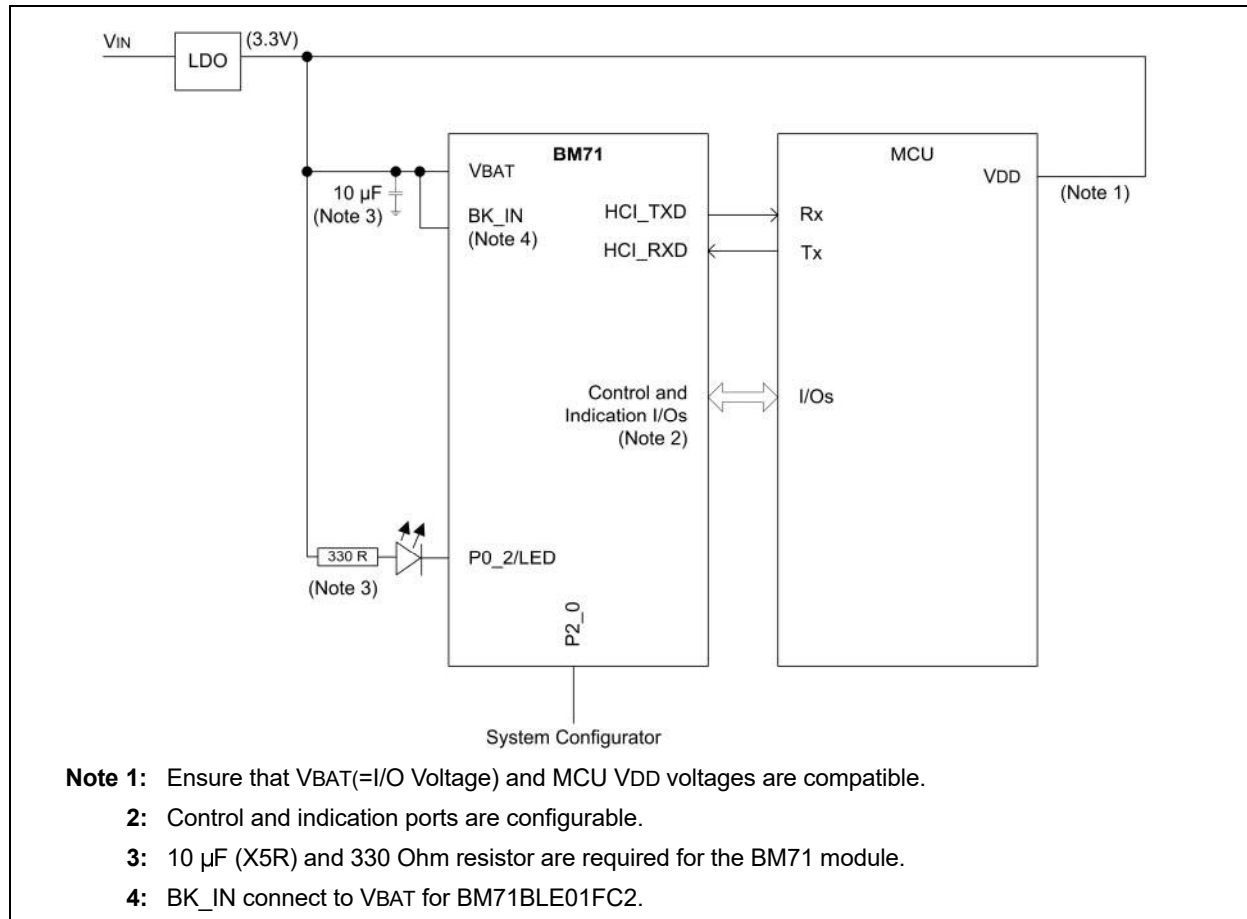 VIN
LDO
(3.3V)
BM71
MCU
VBAT
VDD
10 µF
(Note 3)
(Note 1)
BK_IN
(Note 4)
HCI_TXD
Rx
HCI_RXD
Tx
Control and
Indication I/Os
(Note 2)
I/Os
330 R
(Note 3)
P0_2/LED
P2_0
System Configurator
Note 1: Ensure that VBAT(=I/O Voltage) and MCU VDD voltages are compatible.
2: Control and indication ports are configurable.
3: 10 µF (X5R) and 330 Ohm resistor are required for the BM71 module.
4: BK_IN connect to VBAT for BM71BLE01FC2.